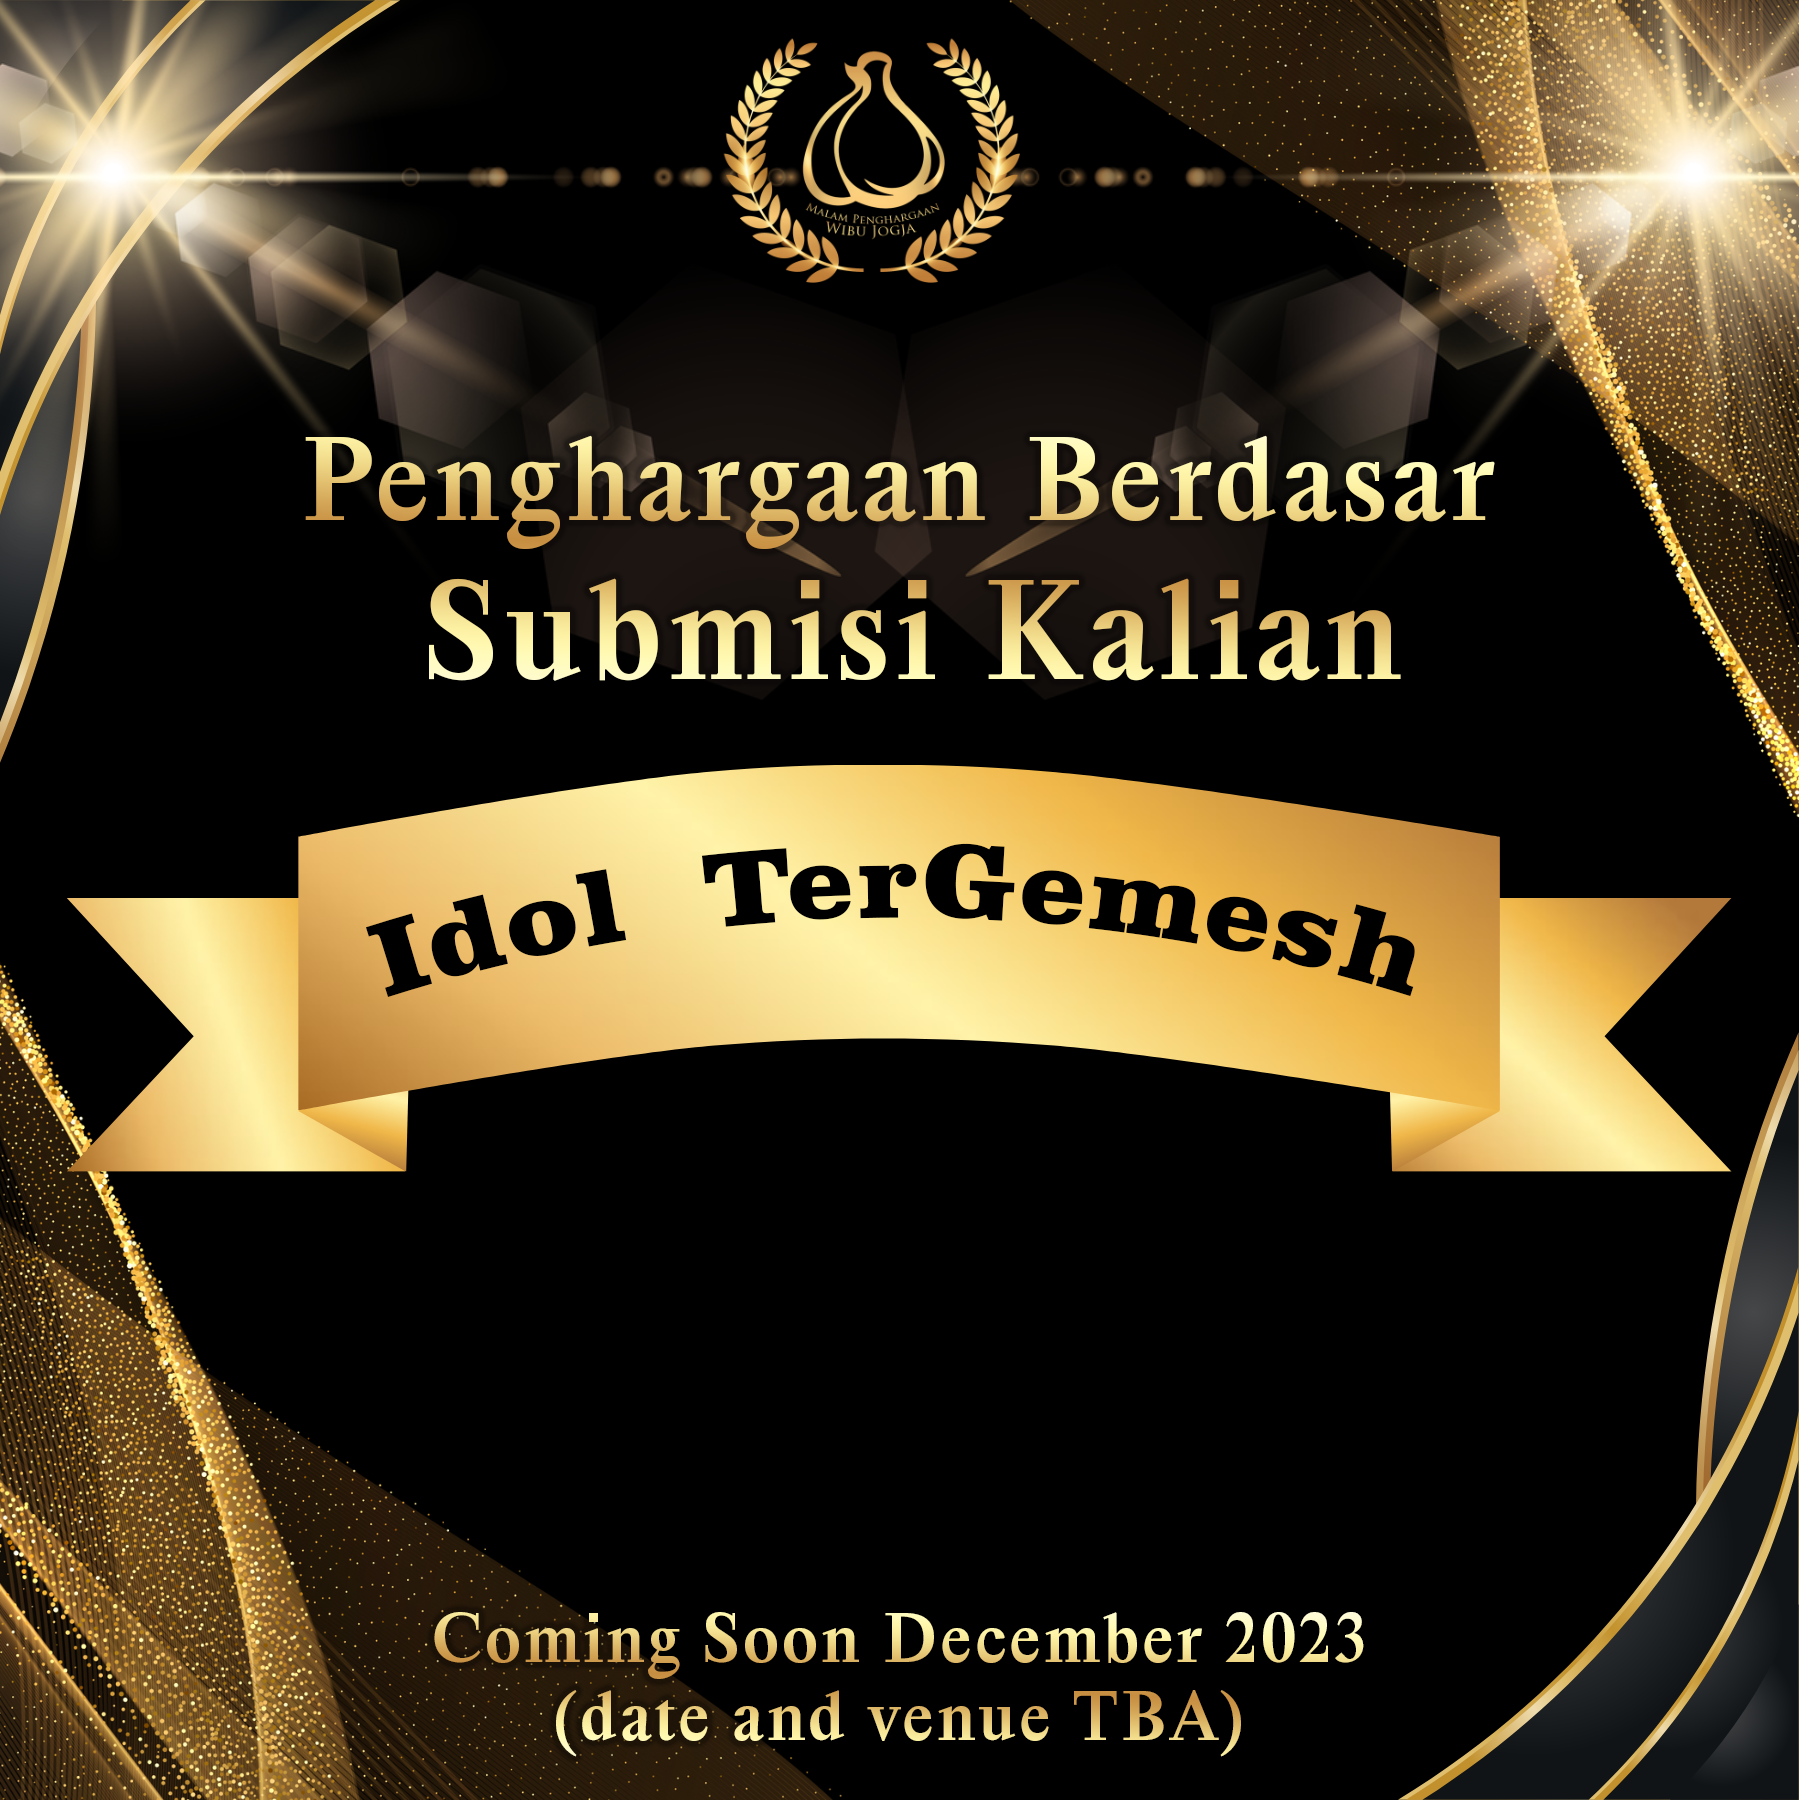 Malam Penghargaan
Wibu Jogja
Penghargaan Berdasar
Submisi Kalian
Idol TerGemesh
Coming Soon December 2023
(date and venue TBA)